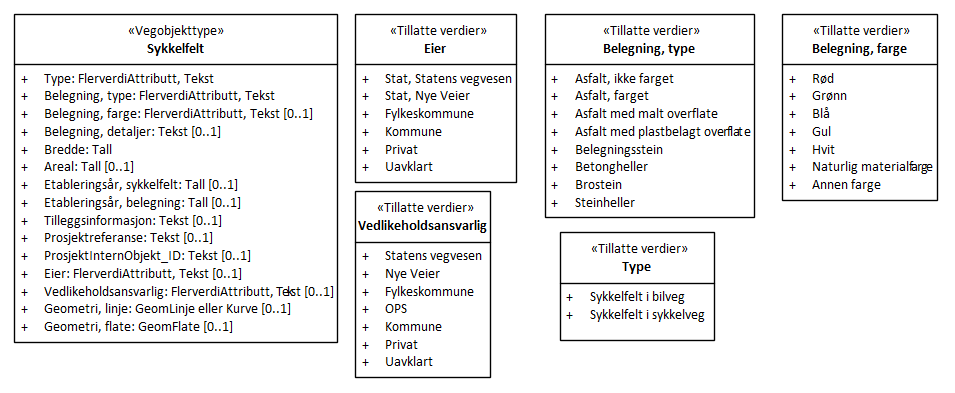 «Vegobjekttype»
Sykkelfelt
+ Type: FlerverdiAttributt, Tekst
+ Belegning, type: FlerverdiAttributt, Tekst
+ Belegning, farge: FlerverdiAttributt, Tekst [0..1]
+ Belegning, detaljer: Tekst [0..1]
+ Bredde: Tall
+ Areal: Tall [0..1]
+ Etableringsår, sykkelfelt: Tall [0..1]
+ Etableringsår, belegning: Tall [0..1]
+ Tilleggsinformasjon: Tekst [0..1]
+ Prosjektreferanse: Tekst [0..1]
+ ProsjektInternObjekt_ID: Tekst [0..1]
+ Eier: FlerverdiAttributt, Tekst [0..1]
+ Vedlikeholdsansvarlig: FlerverdiAttributt, Tekst [0..1]
+ Geometri, linje: GeomLinje eller Kurve [0..1]
+ Geometri, flate: GeomFlate [0..1]
«Tillatte verdier»
Eier
+ Stat, Statens vegvesen
+ Stat, Nye Veier
+ Fylkeskommune
+ Kommune
+ Privat
+ Uavklart
«Tillatte verdier»
Vedlikeholdsansvarlig
+ Statens vegvesen
+ Nye Veier
+ Fylkeskommune
+ OPS
+ Kommune
+ Privat
+ Uavklart
«Tillatte verdier»
Belegning, type
+ Asfalt, ikke farget
+ Asfalt, farget
+ Asfalt med malt overflate
+ Asfalt med plastbelagt overflate
+ Belegningsstein
+ Betongheller
+ Brostein
+ Steinheller
«Tillatte verdier»
Type
+ Sykkelfelt i bilveg
+ Sykkelfelt i sykkelveg
«Tillatte verdier»
Belegning, farge
+ Rød
+ Grønn
+ Blå
+ Gul
+ Hvit
+ Naturlig materialfarge
+ Annen farge